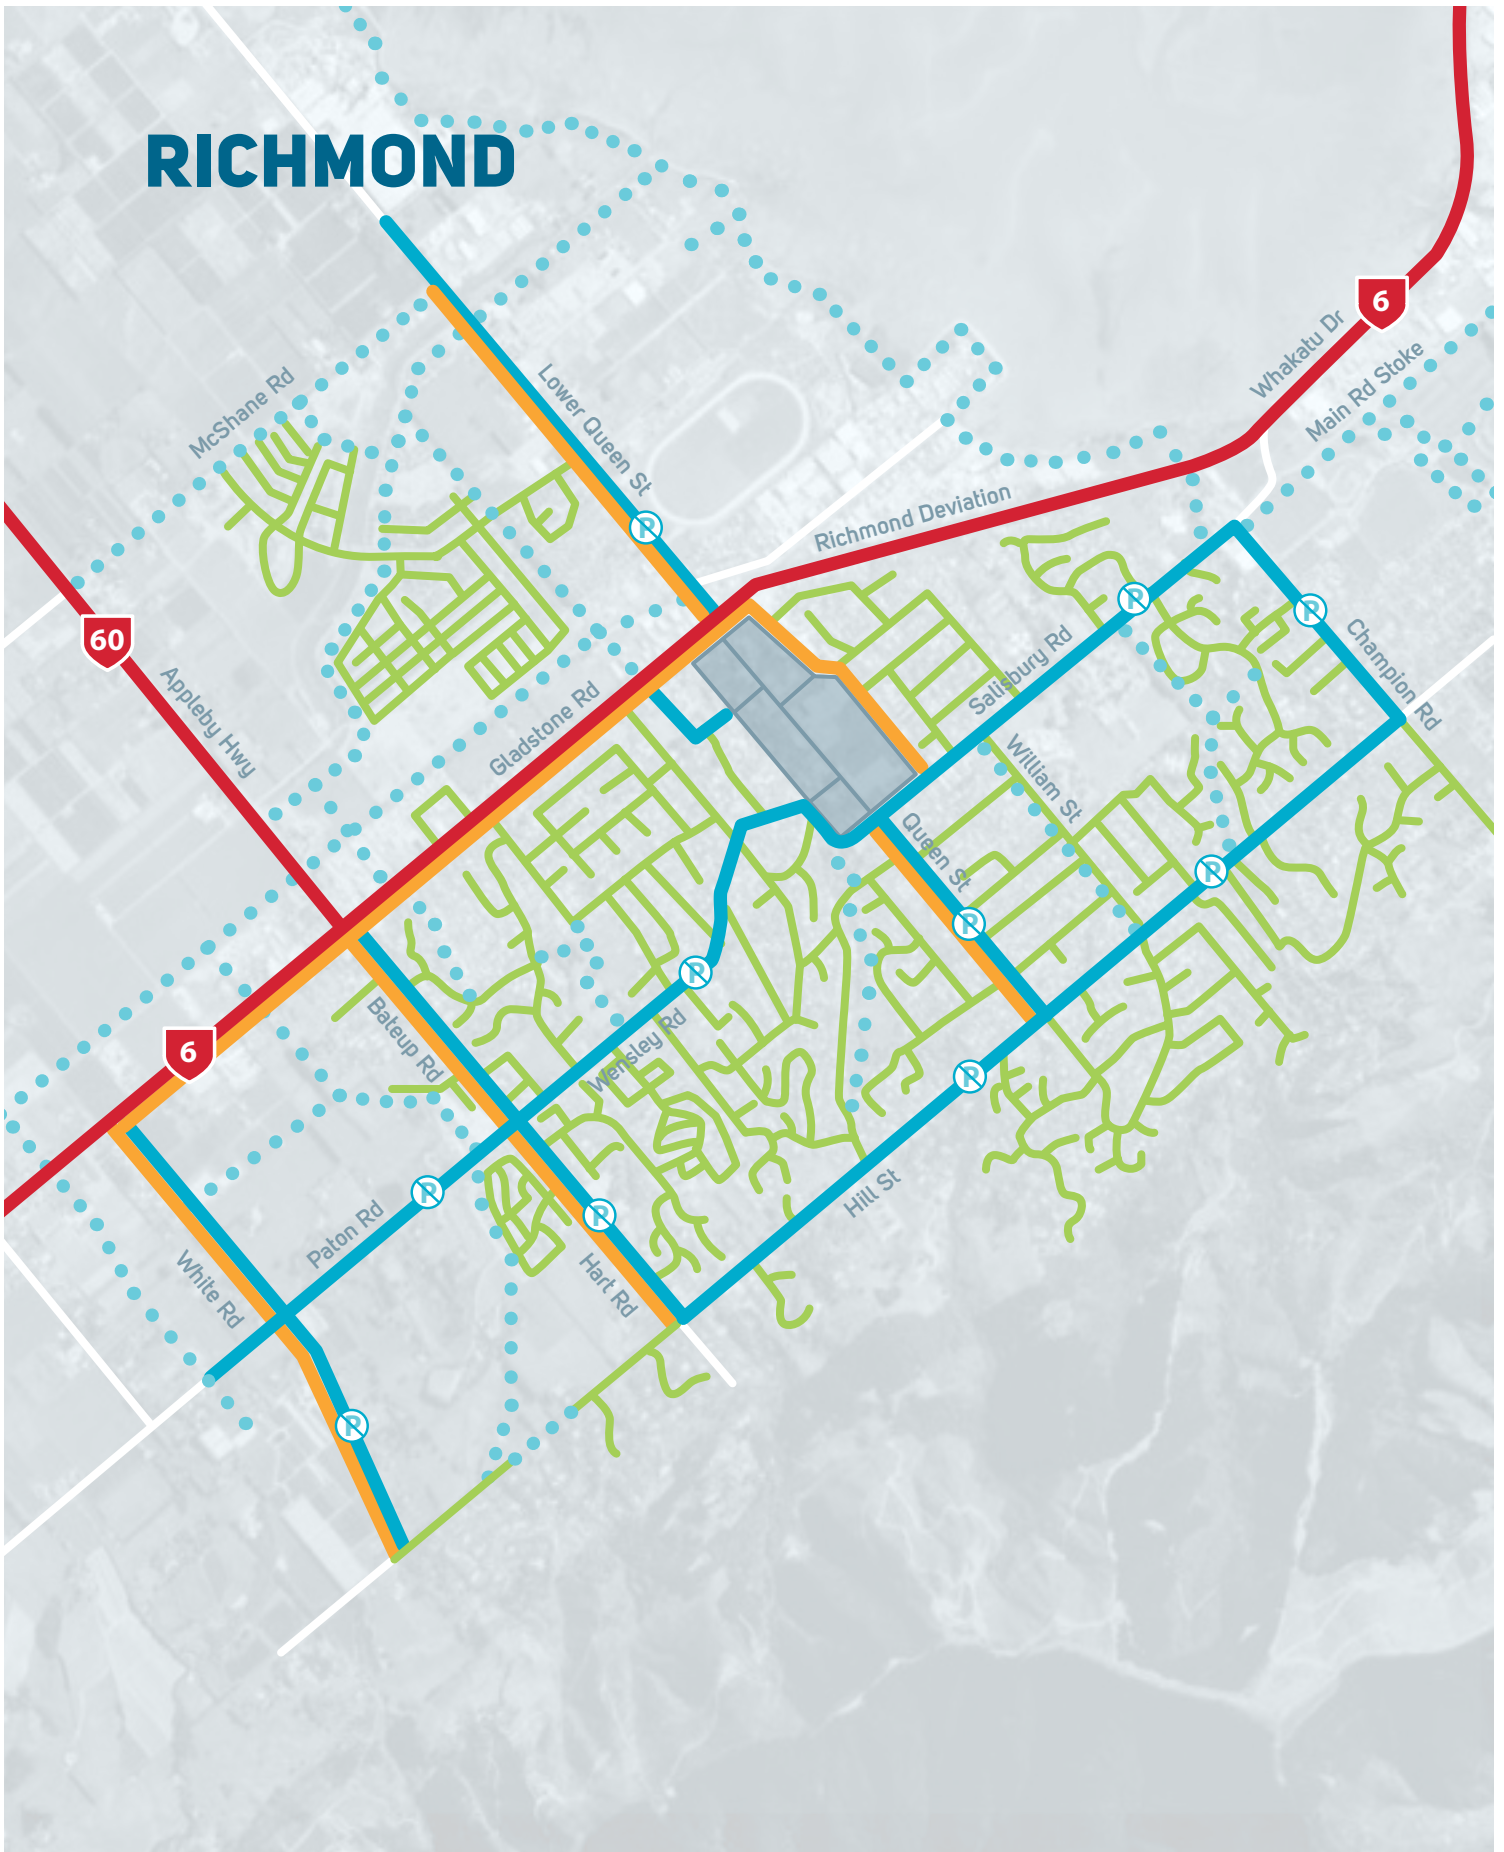 RICHMOND
6
Whakatu Dr
Main Rd Stoke
McShane Rd
Lower Queen St
P
Richmond Deviation
60
Appleby Hwy
Gladstone Rd
Salisbury Rd
P
P
Champion Rd
William St
Queen St
P
P
P
6
Bateup Rd
Wensley Rd
P
Paton Rd
P
P
Hill St
White Rd
Hart Rd
P